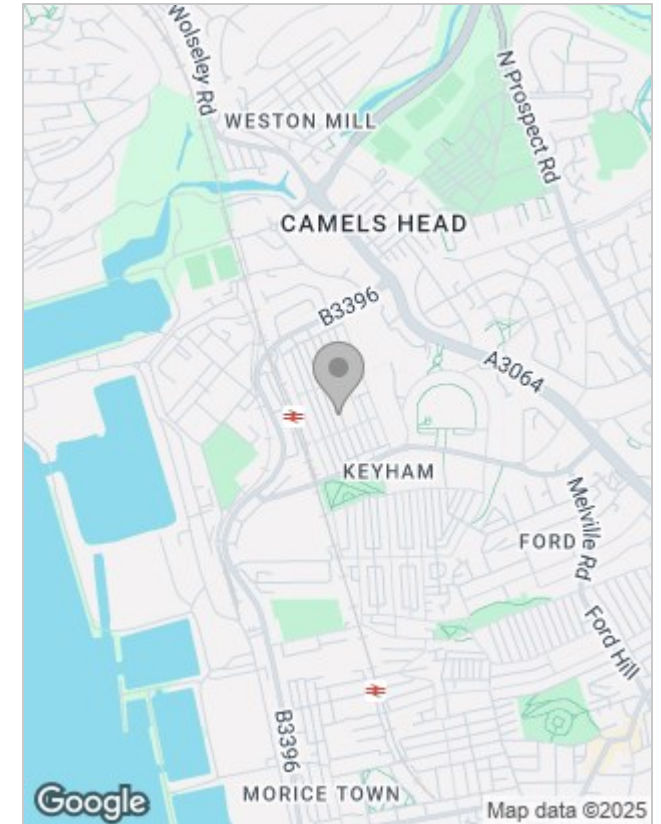 Wolseley Rd
N Prospect Rd
WESTON MILL
CAMELS HEAD
B3396
A3064
KEYHAM
Melville Rd
FORD
Ford Hill
B3396
MORICE TOWN
Google
Map data ©2025